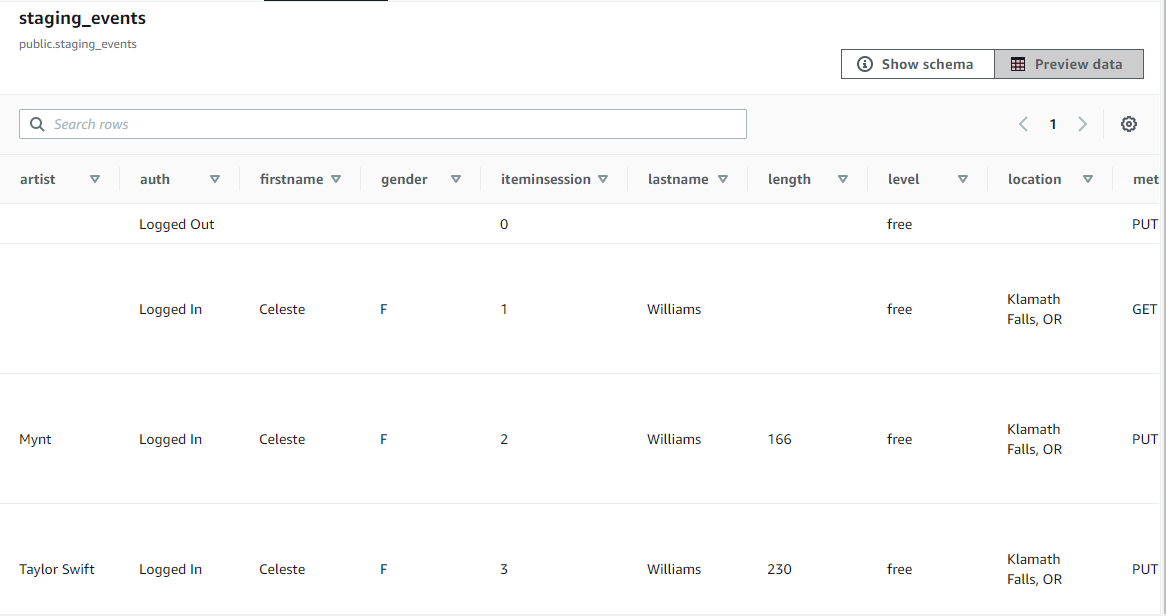 staging_events
public.staging_events
Show schema Preview data
Search rows 1
artist auth firstname gender iteminsession lastname length level location met
Logged Out 0 free PUT
Logged In Celeste F 1 Williams free Klamath Falls, OR GET
Mynt Logged In Celeste F 2 Williams 166 free Klamath Falls, OR PUT
Taylor Swift Logged In Celeste F 3 Williams 230 free Klamath Falls, OR PUT